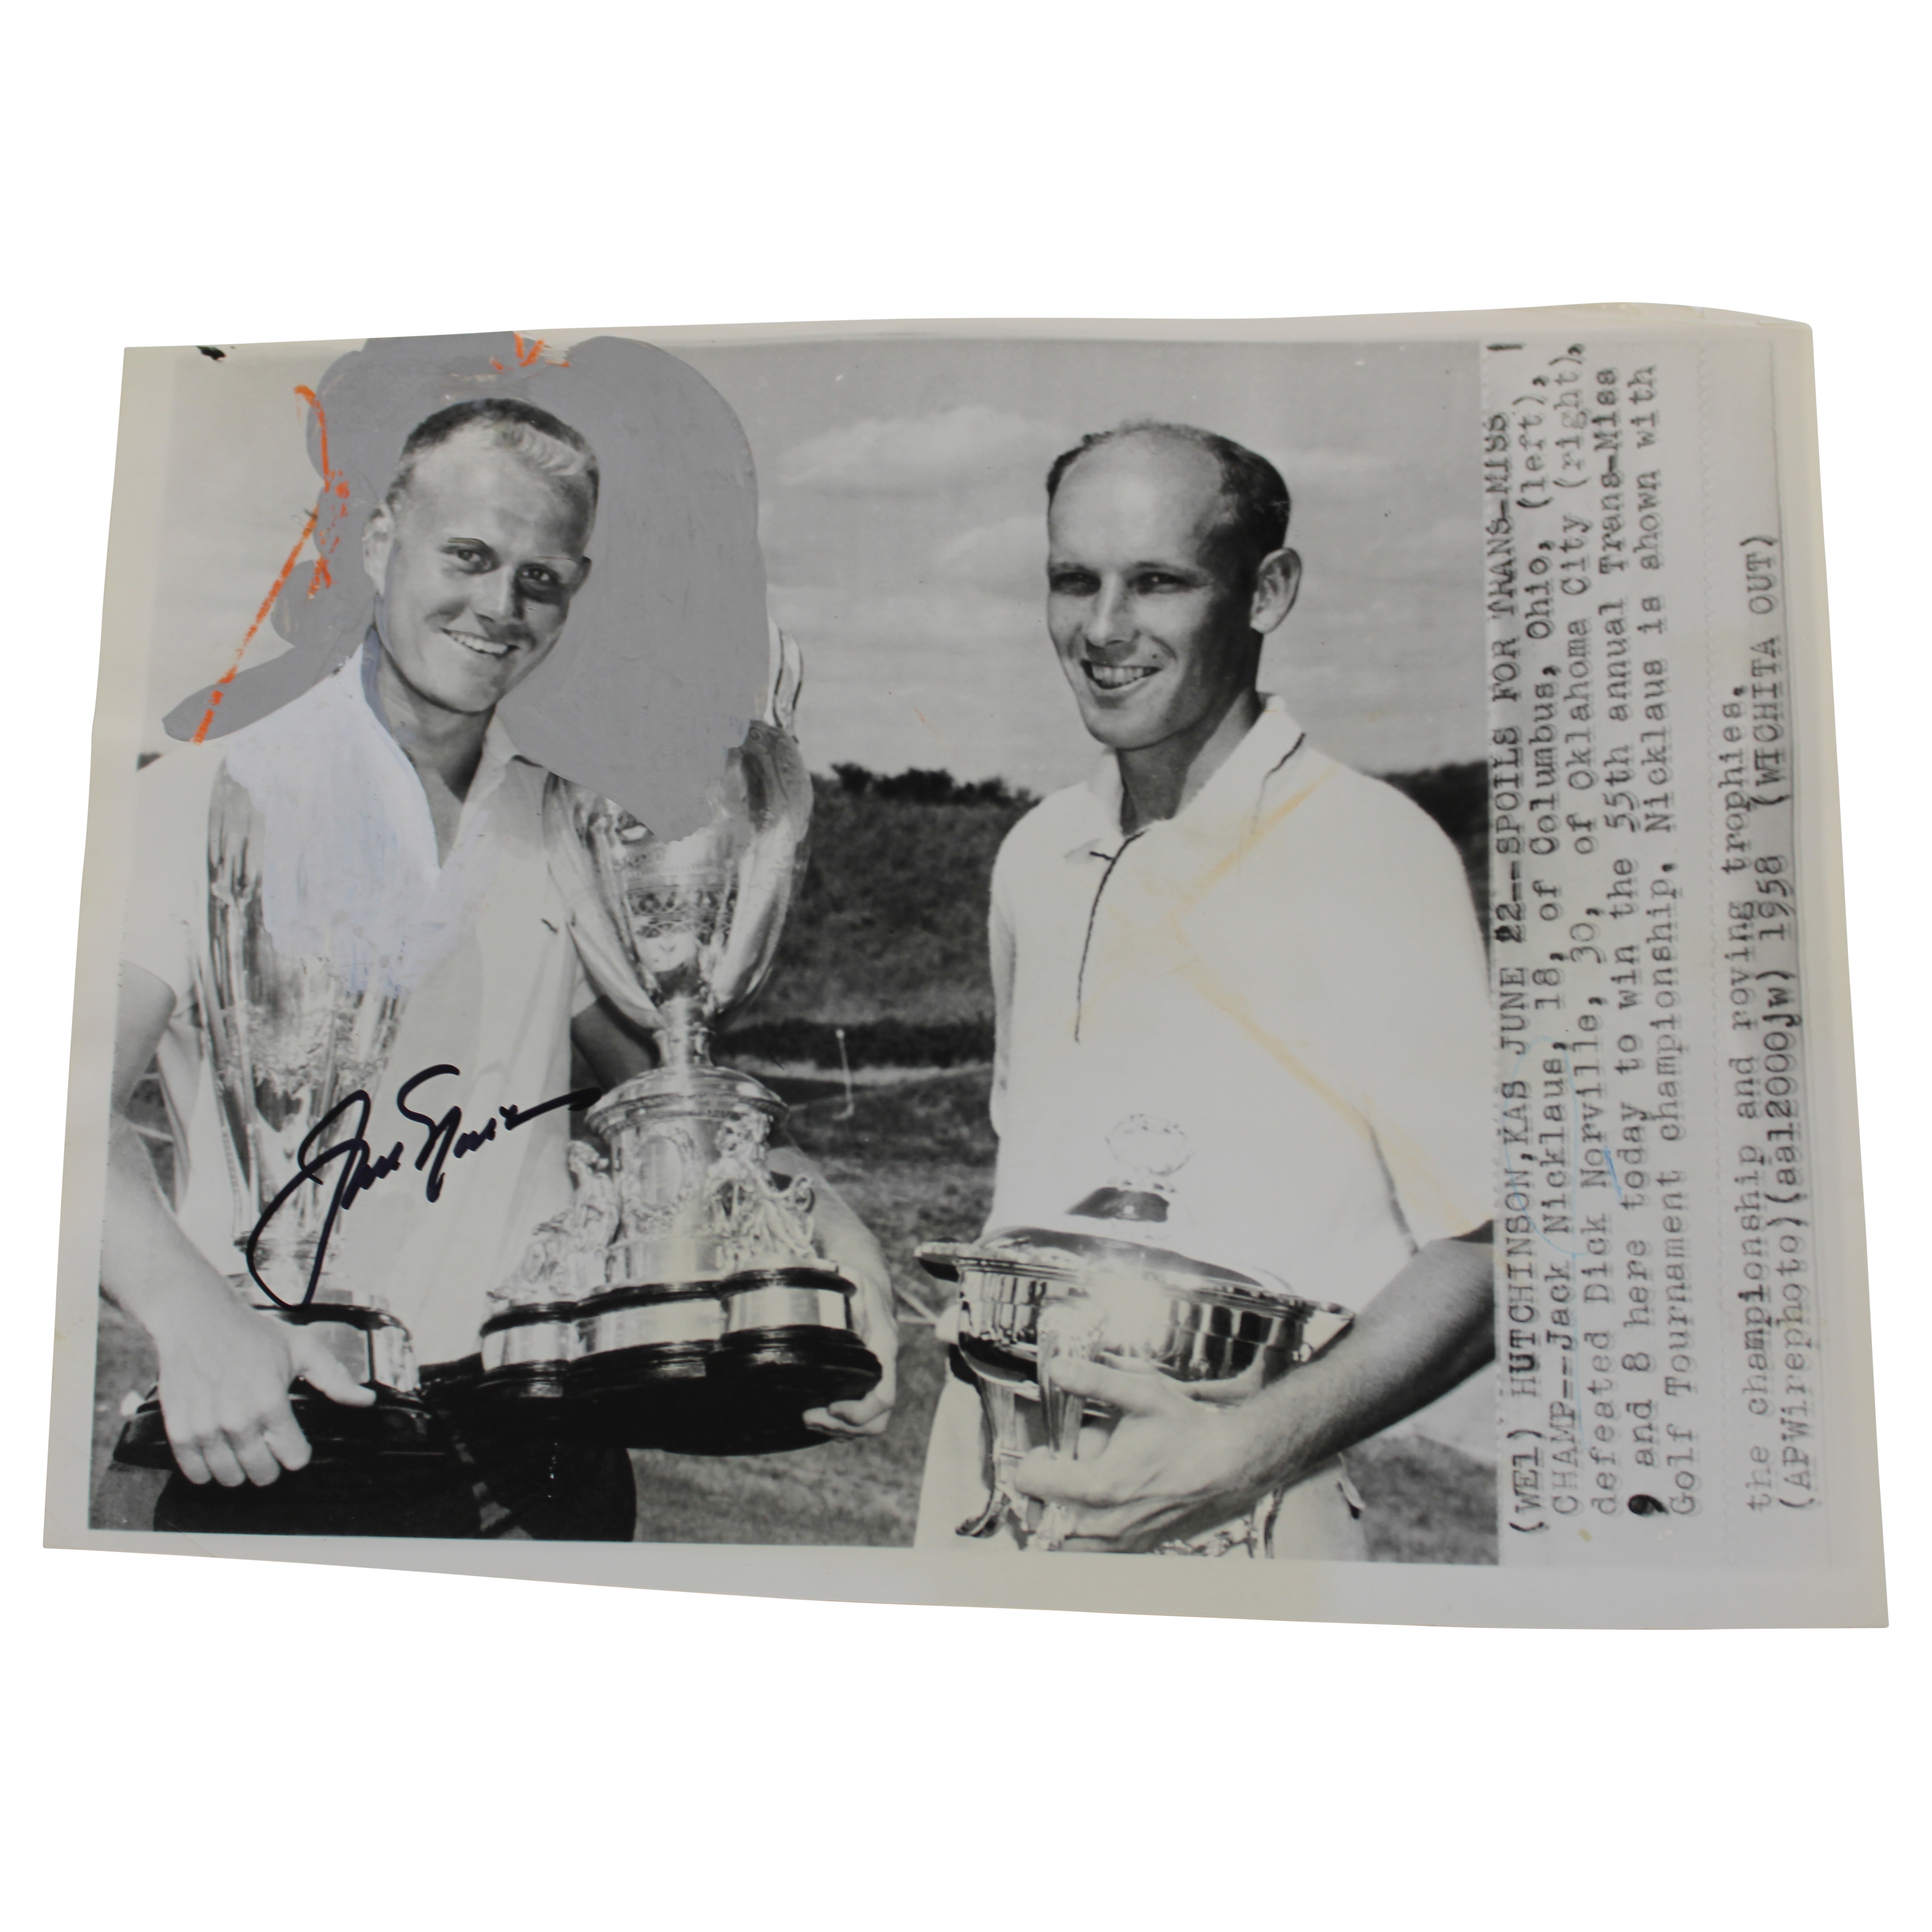 (WE1) HUTCHINSON,KAS JUNE 22--SPOILS FOR TRANS-MISS
CHAMP--Jack Nicklaus, 18, of Columbus, Ohio, (left),
defeated Dick Norville, 30, of Oklahoma City (right),
9 and 8 here today to win the 55th annual Trans-Miss
Golf Tournament championship. Nicklaus is shown with
the championship and roving trophies.
(APWirephoto)(aa12000jw) 1958 (WICHITA OUT)
Jack Nicklaus